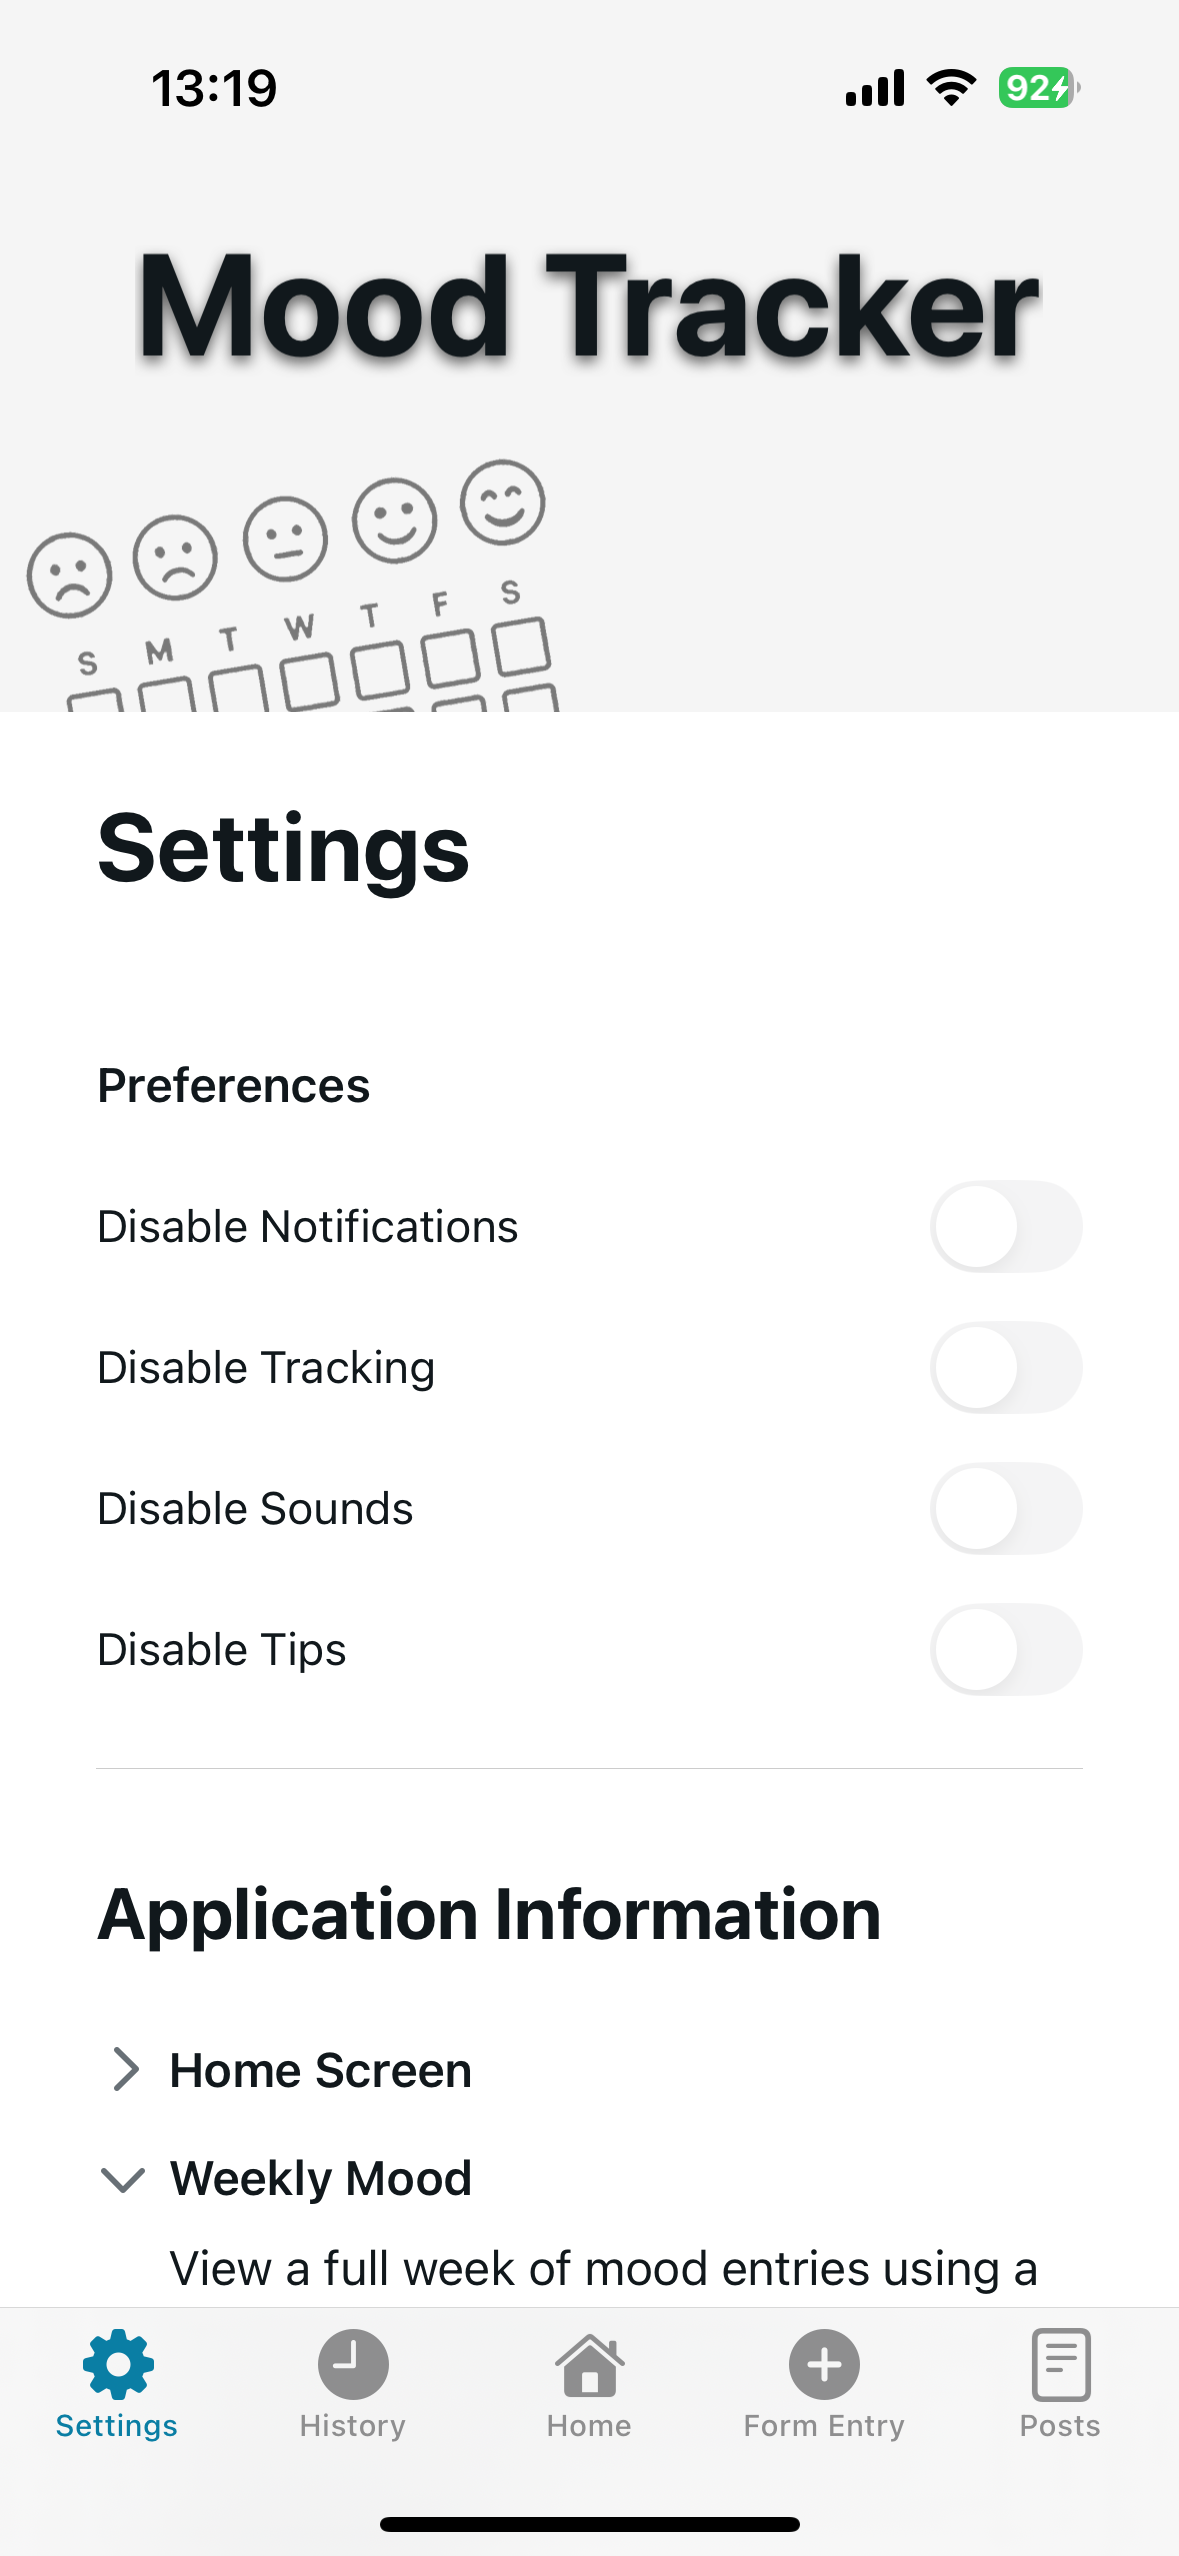 13:19
92
Mood Tracker
S M T W T F S
Settings
Preferences
Disable Notifications
Disable Tracking
Disable Sounds
Disable Tips
Application Information
Home Screen
Weekly Mood
View a full week of mood entries using a
Settings
History
Home
Form Entry
Posts